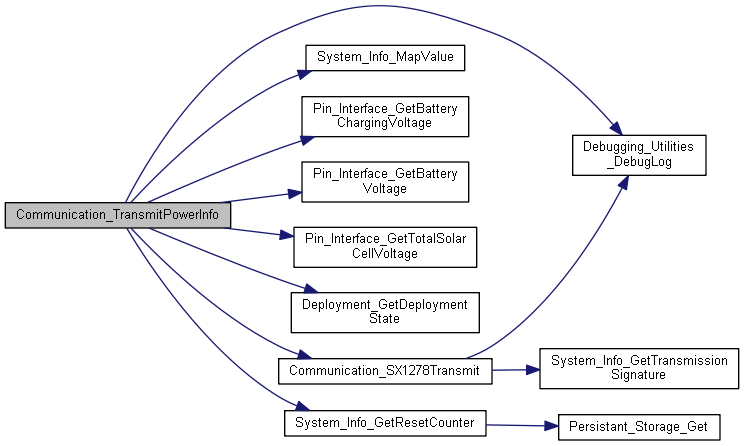 System_Info_MapValue
Pin_Interface_GetBattery
ChargingVoltage
Debugging_Utilities
_DebugLog
Pin_Interface_GetBattery
Voltage
Communication_TransmitPowerInfo
Pin_Interface_GetTotalSolar
CellVoltage
Deployment_GetDeployment
State
Communication_SX1278Transmit
System_Info_GetTransmission
Signature
System_Info_GetResetCounter
Persistant_Storage_Get